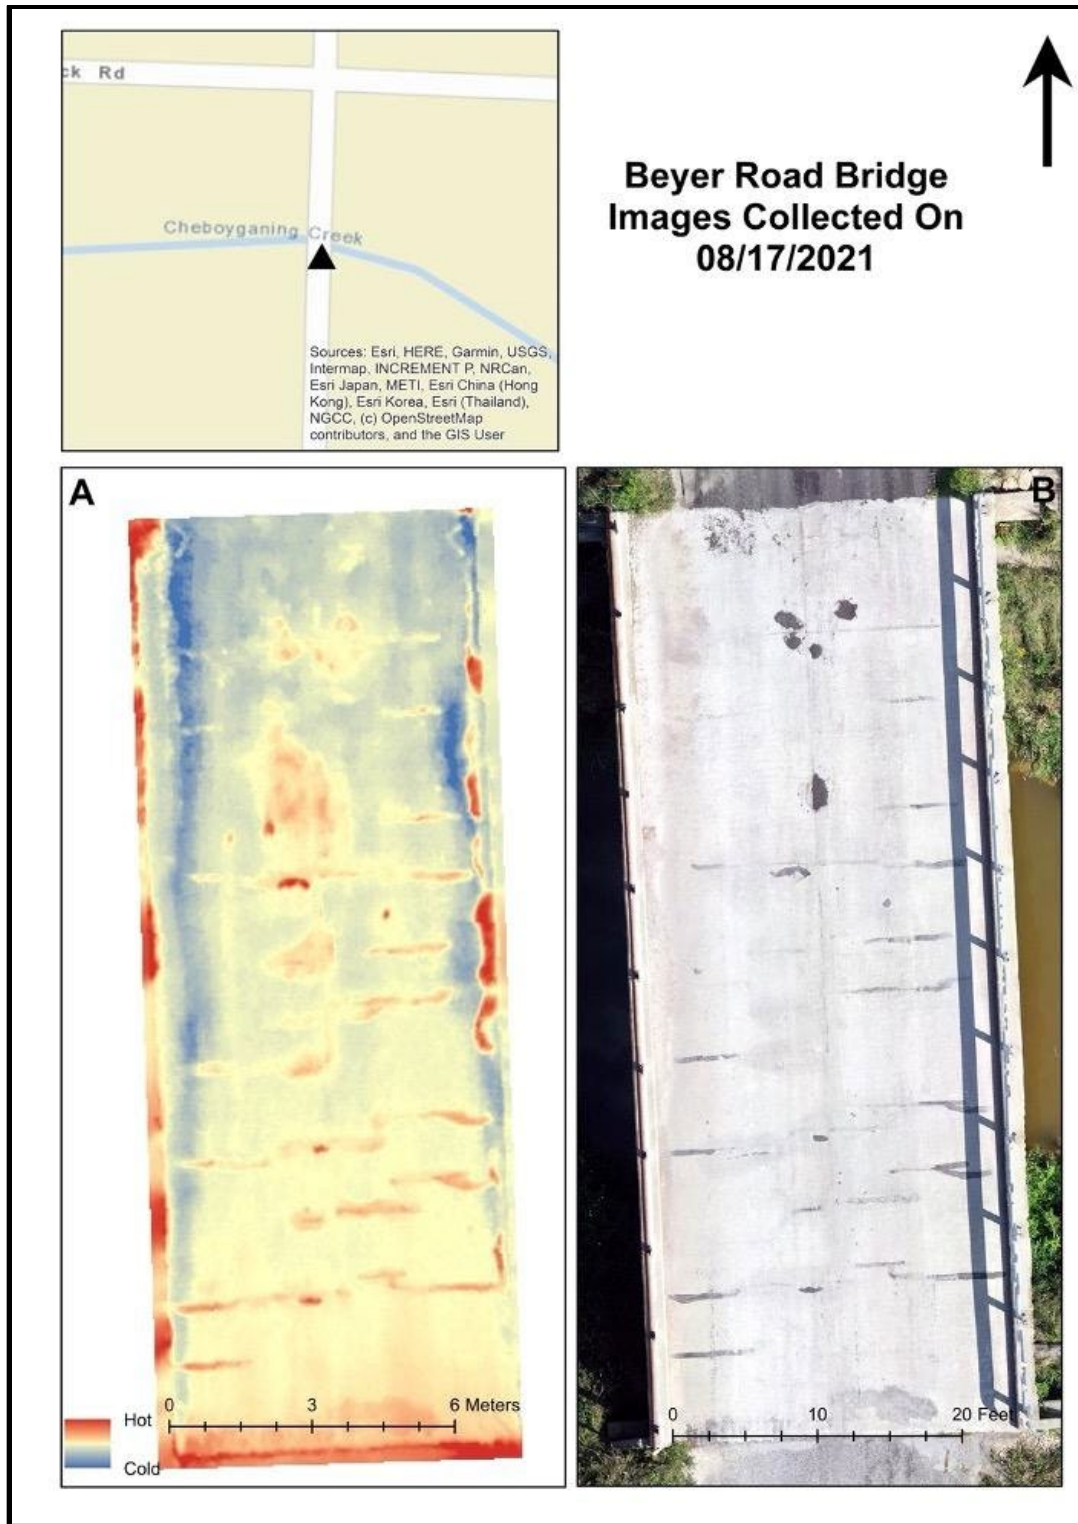 ck Rd
Cheboyganing Creek
Sources: Esri, HERE, Garmin, USGS,
Intermap, INCREMENT P, NRCan,
Esri Japan, METI, Esri China (Hong
Kong), Esri Korea, Esri (Thailand),
NGCC, (c) OpenStreetMap
contributors, and the GIS User
Beyer Road Bridge
Images Collected On
08/17/2021
A
Hot
Cold
0 3 6 Meters
B
0 10 20 Feet